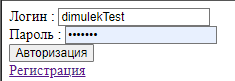 Логин : dimulekTest
Пароль : •••••••
Авторизация
Регистрация